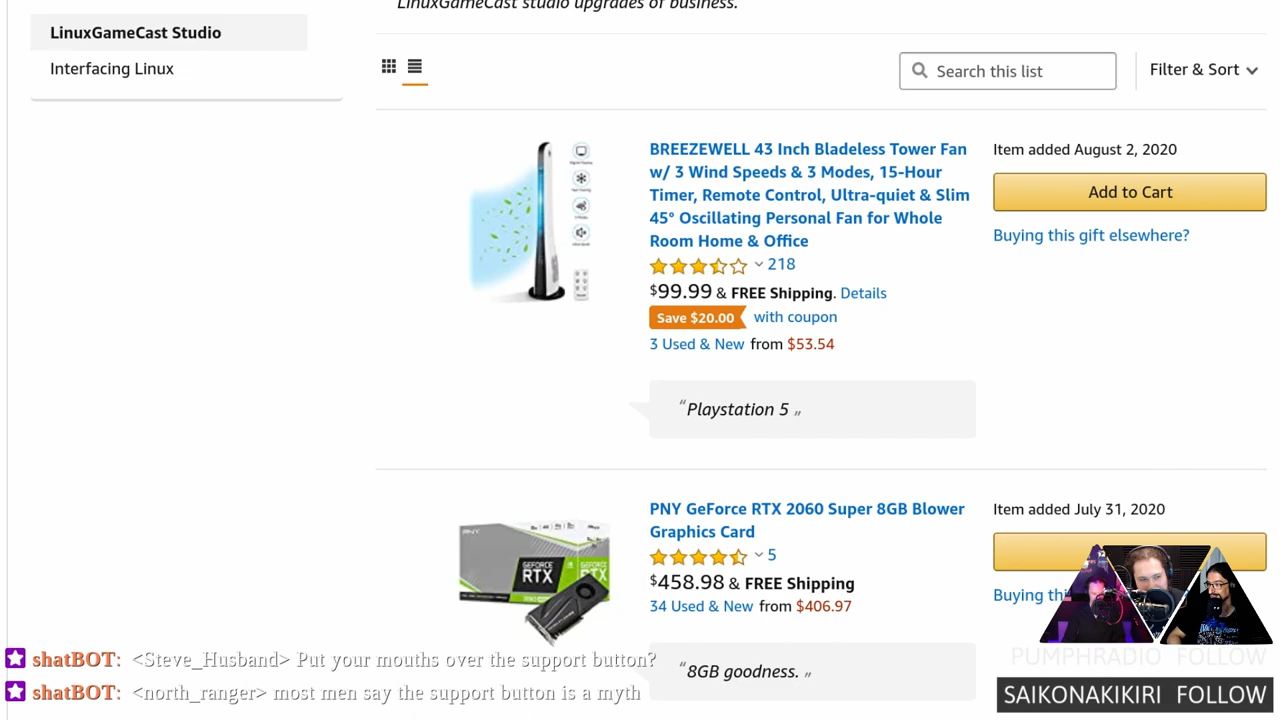 LinuxGameCast studio upgrades of business.
LinuxGameCast Studio
Interfacing Linux
Search this list
Filter & Sort
BREEZEWELL 43 Inch Bladeless Tower Fan
w/ 3 Wind Speeds & 3 Modes, 15-Hour
Timer, Remote Control, Ultra-quiet & Slim
45° Oscillating Personal Fan for Whole
Room Home & Office
218
$99.99 & FREE Shipping. Details
Save $20.00 with coupon
3 Used & New from $53.54
"Playstation 5"
Item added August 2, 2020
Add to Cart
Buying this gift elsewhere?
PNY
GEFORCE
RTX
PNY GeForce RTX 2060 Super 8GB Blower
Graphics Card
5
$458.98 & FREE Shipping
34 Used & New from $406.97
"8GB goodness."
Item added July 31, 2020
Buying thi
shatBOT: <Steve_Husband> Put your mouths over the support button?
shatBOT: <north_ranger> most men say the support button is a myth
PUMPHRADIO FOLLOW
SAIKONAKIKIRI FOLLOW